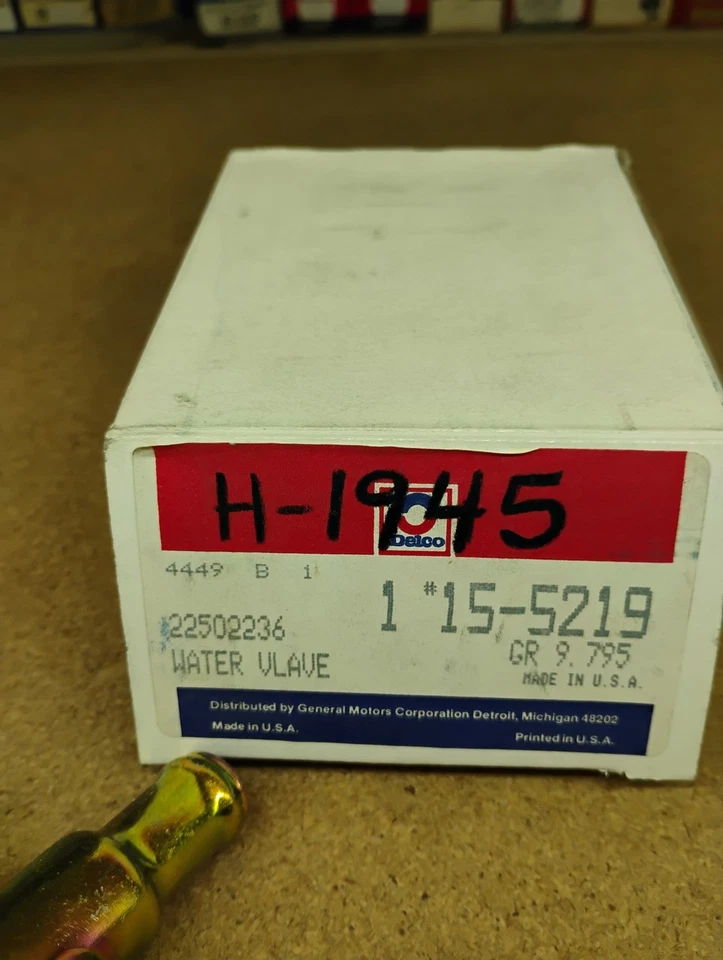 H-1945
Delco
4449 B 1
1 #15-5219
22502236
GR 9.795
WATER VLAVE
MADE IN U.S.A.
Distributed by General Motors Corporation Detroit, Michigan 48202
Made in U.S.A.
Printed in U.S.A.